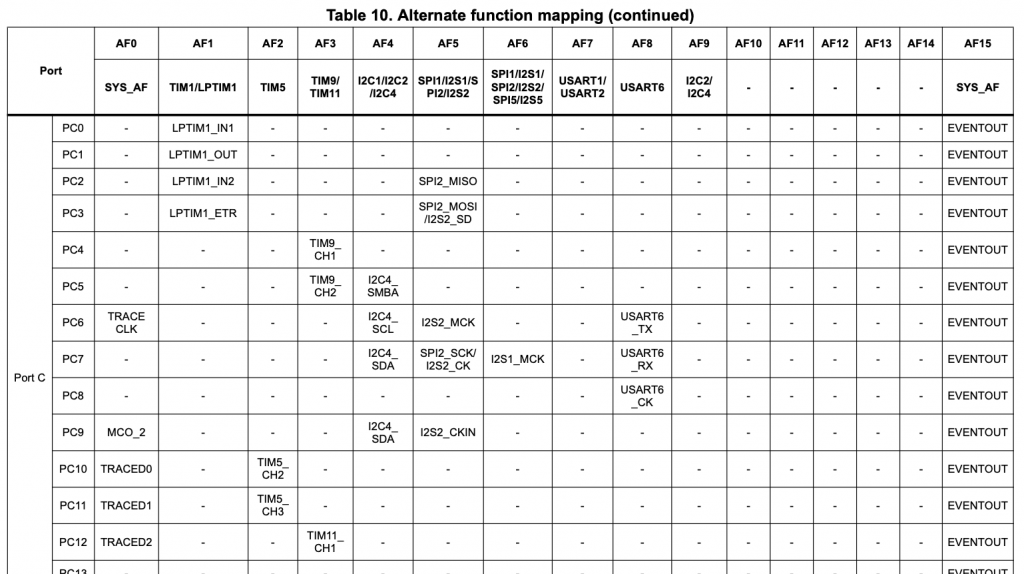 Table 10. Alternate function mapping (continued)
Port AF0 AF1 AF2 AF3 AF4 AF5 AF6 AF7 AF8 AF9 AF10 AF11 AF12 AF13 AF14 AF15
SYS_AF TIM1/LPTIM1 TIM5 TIM9/TIM11 I2C1/I2C2/I2C4 SPI1/I2S1/SPI2/I2S2 SPI1/I2S1/SPI2/I2S2/SPI5/I2S5 USART1/USART2 USART6 I2C2/I2C4 - - - - - SYS_AF
Port C
PC0 - LPTIM1_IN1 - - - - - - - - - - - - - EVENTOUT
PC1 - LPTIM1_OUT - - - - - - - - - - - - - EVENTOUT
PC2 - LPTIM1_IN2 - - - SPI2_MISO - - - - - - - - - EVENTOUT
PC3 - LPTIM1_ETR - - - SPI2_MOSI/I2S2_SD - - - - - - - - - EVENTOUT
PC4 - - - TIM9_CH1 - - - - - - - - - - - EVENTOUT
PC5 - - - TIM9_CH2 I2C4_SMBA - - - - - - - - - - EVENTOUT
PC6 TRACECLK - - - I2C4_SCL I2S2_MCK - - USART6_TX - - - - - - EVENTOUT
PC7 - - - - I2C4_SDA SPI2_SCK/I2S2_CK I2S1_MCK - USART6_RX - - - - - - EVENTOUT
PC8 - - - - - - - - USART6_CK - - - - - - EVENTOUT
PC9 MCO_2 - - - I2C4_SDA I2S2_CKIN - - - - - - - - - EVENTOUT
PC10 TRACED0 - TIM5_CH2 - - - - - - - - - - - - EVENTOUT
PC11 TRACED1 - TIM5_CH3 - - - - - - - - - - - - EVENTOUT
PC12 TRACED2 - - TIM11_CH1 - - - - - - - - - - - EVENTOUT
PC13 - - - - - - - - - - - - - - - EVENTOUT